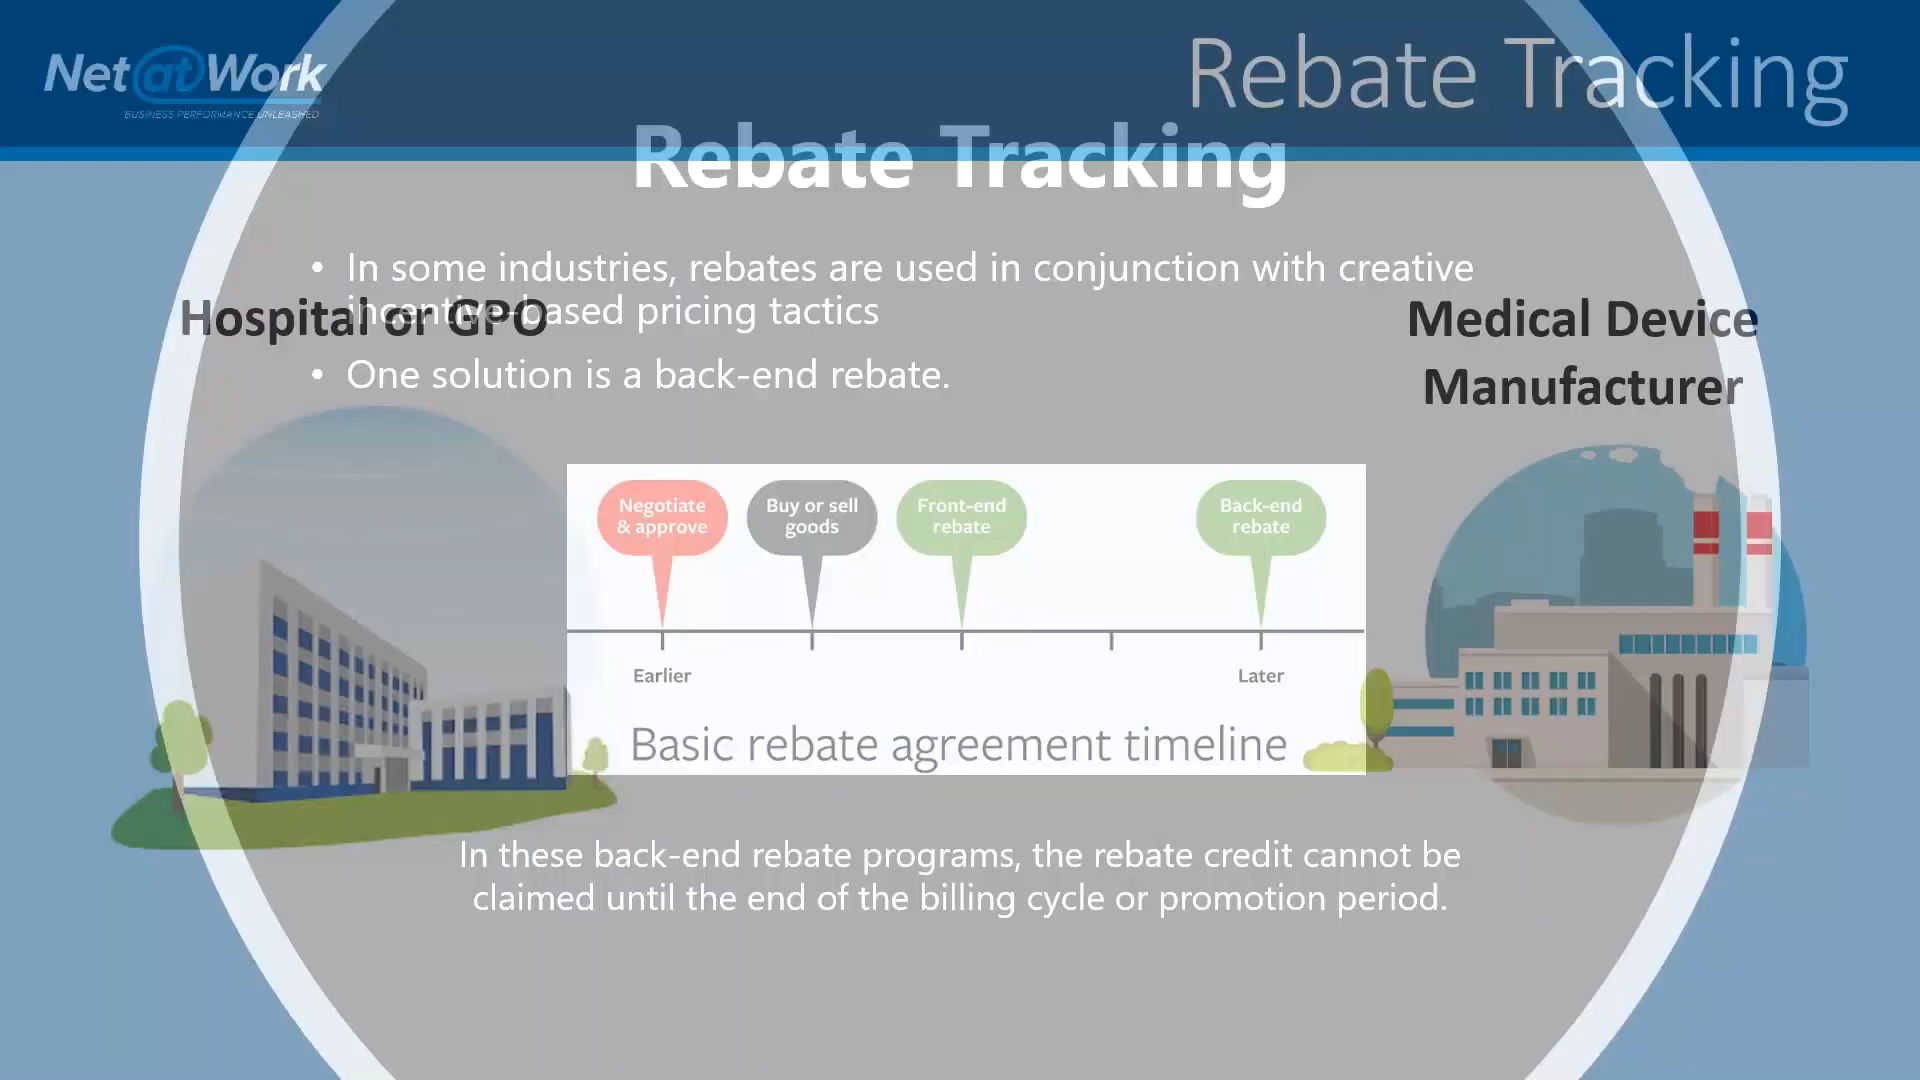 Net at Work
BUSINESS PERFORMANCE UNLEASHED
Rebate Tracking
Rebate Tracking
• In some industries, rebates are used in conjunction with creative
incentive-based pricing tactics
• One solution is a back-end rebate.
Hospital or GPO
Medical Device
Manufacturer
Negotiate
& approve
Buy or sell
goods
Front-end
rebate
Back-end
rebate
Earlier
Later
Basic rebate agreement timeline
In these back-end rebate programs, the rebate credit cannot be
claimed until the end of the billing cycle or promotion period.